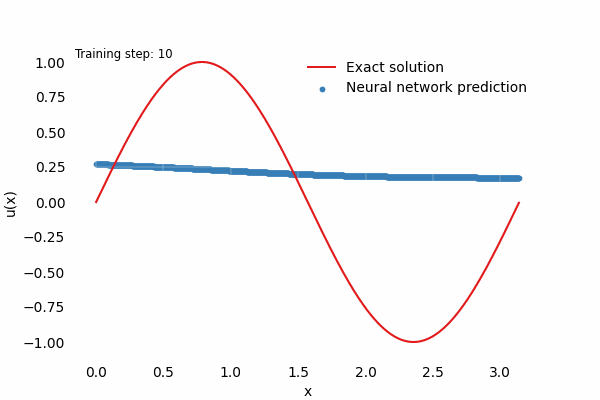 Training step: 10
Exact solution
Neural network prediction
1.00
0.75
0.50
0.25
0.00
−0.25
−0.50
−0.75
−1.00
u(x)
0.0 0.5 1.0 1.5 2.0 2.5 3.0
x